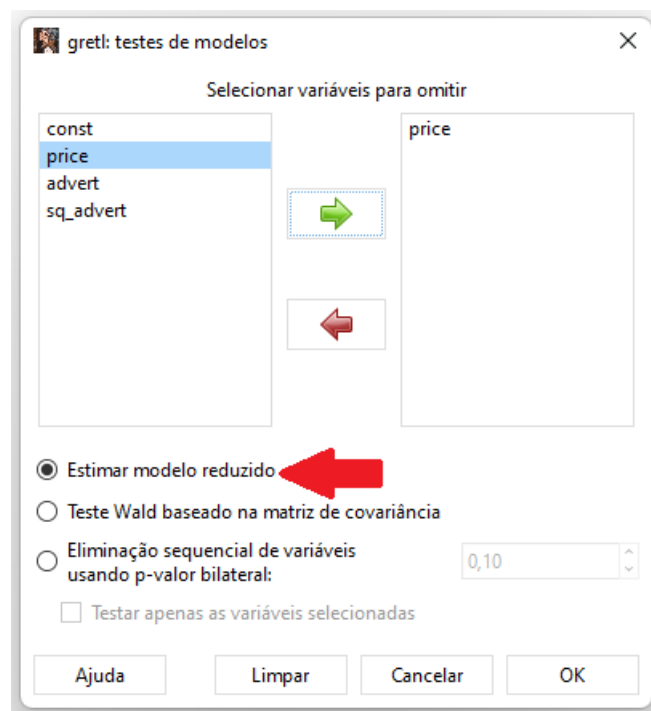 gretl: testes de modelos
Selecionar variáveis para omitir
const
price
advert
sq_advert
price
Estimar modelo reduzido
Teste Wald baseado na matriz de covariância
Eliminação sequencial de variáveis
usando p-valor bilateral:
0,10
Testar apenas as variáveis selecionadas
Ajuda
Limpar
Cancelar
OK